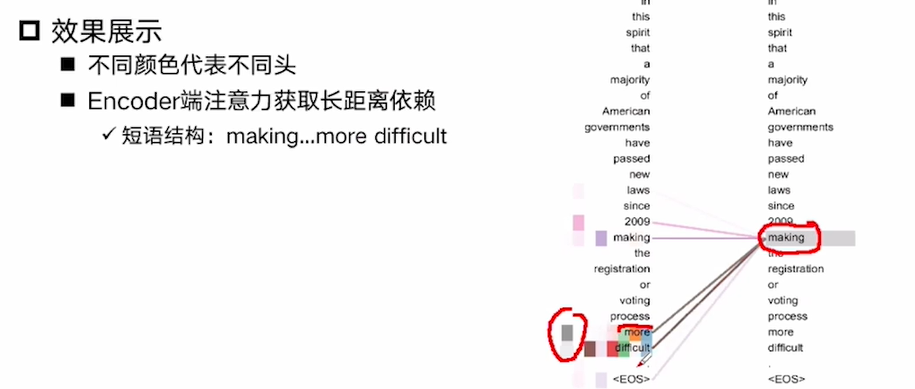 效果展示
不同颜色代表不同头
Encoder端注意力获取长距离依赖
短语结构：making...more difficult
in
this
spirit
that
a
majority
of
American
governments
have
passed
new
laws
since
2009
making
the
registration
or
voting
process
more
difficult
.
<EOS>
in
this
spirit
that
a
majority
of
American
governments
have
passed
new
laws
since
2009
making
the
registration
or
voting
process
more
difficult
.
<EOS>